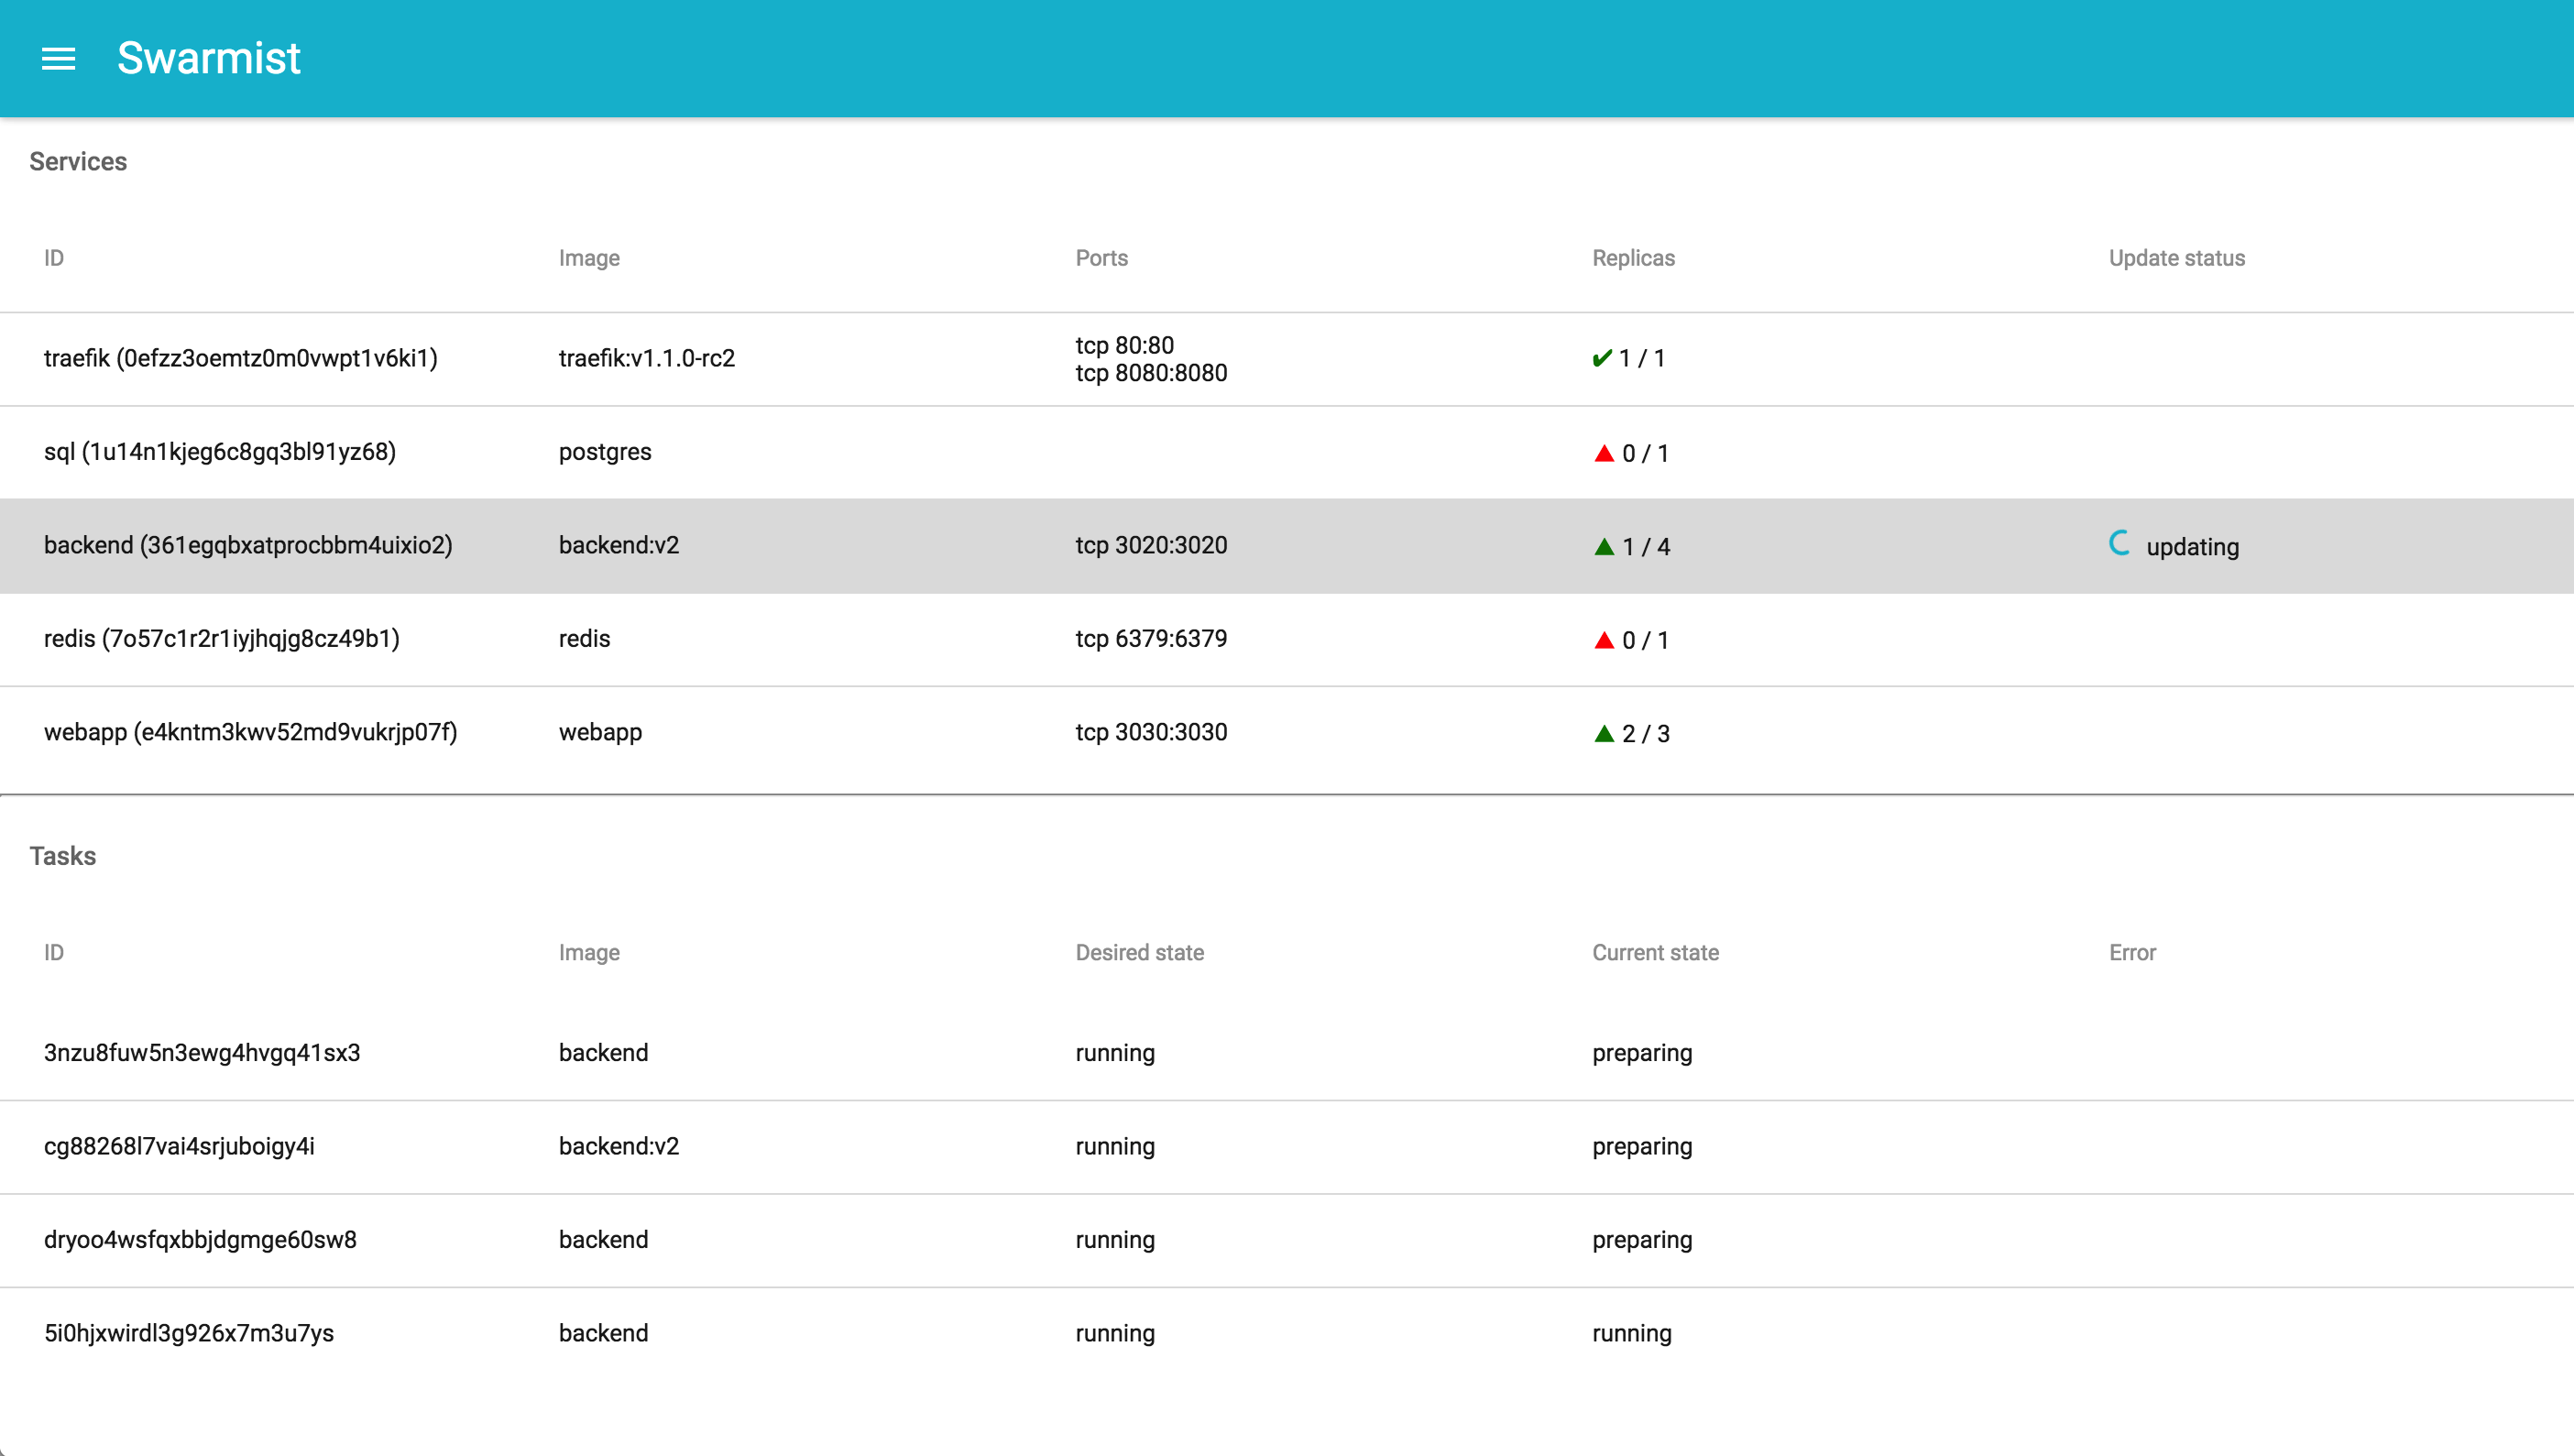 Swarmist
Services
ID Image Ports Replicas Update status
traefik (0efzz3oemtz0m0vwpt1v6ki1) traefik:v1.1.0-rc2 tcp 80:80 1 / 1
tcp 8080:8080
sql (1u14n1kjeg6c8gq3bl91yz68) postgres 0 / 1
backend (361egqbxatprocbbm4uixio2) backend:v2 tcp 3020:3020 1 / 4 updating
redis (7o57c1r2r1iyjhqjg8cz49b1) redis tcp 6379:6379 0 / 1
webapp (e4kntm3kwv52md9vukrjp07f) webapp tcp 3030:3030 2 / 3
Tasks
ID Image Desired state Current state Error
3nzu8fuw5n3ewg4hvgq41sx3 backend running preparing
cg88268l7vai4srjuboigy4i backend:v2 running preparing
dryoo4wsfqxbbjdgmge60sw8 backend running preparing
5i0hjxwirdl3g926x7m3u7ys backend running running